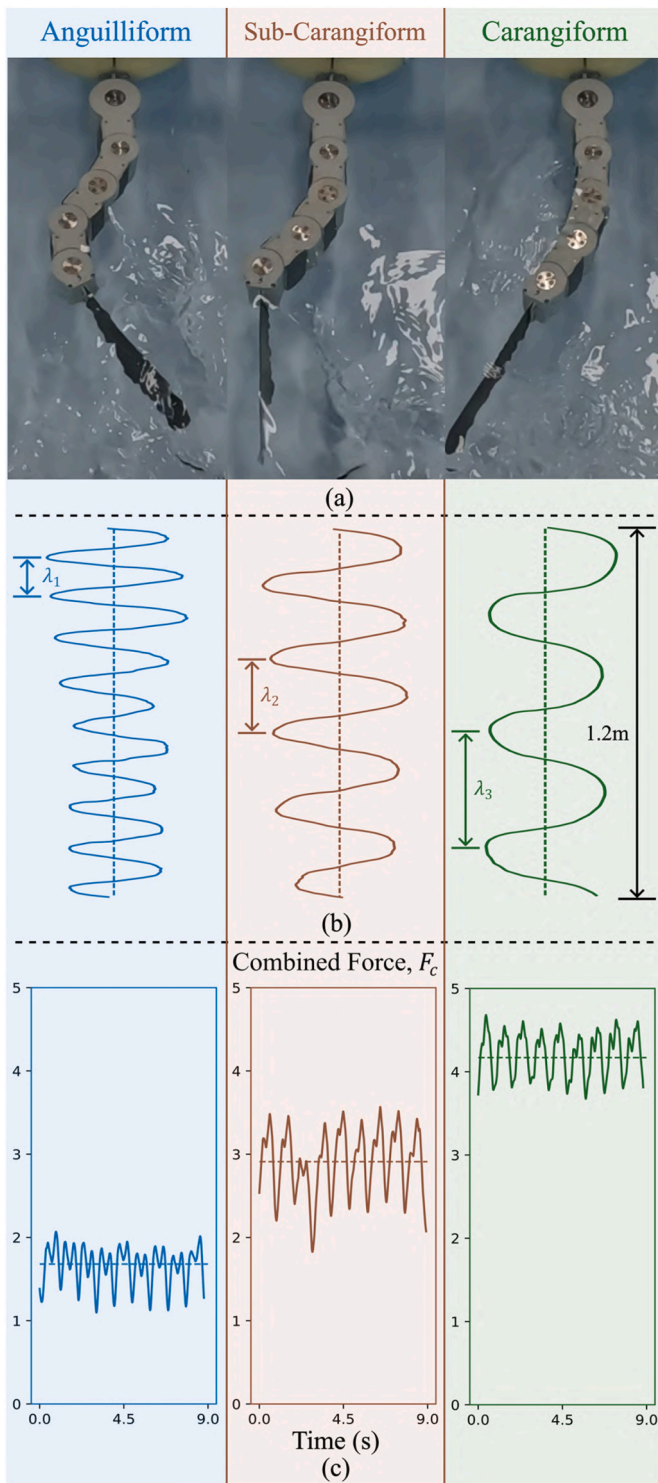 Anguilliform Sub-Carangiform Carangiform
(a)
λ1
λ2
λ3
1.2m
(b)
Combined Force, Fc
5 5 5
4 4 4
3 3 3
2 2 2
1 1 1
0 0 0
0.0 4.5 9.0 0.0 4.5 9.0 0.0 4.5 9.0
Time (s)
(c)